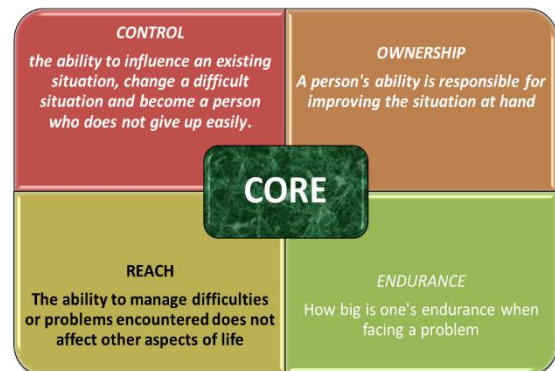 CONTROL
the ability to influence an existing
situation, change a difficult
situation and become a person
who does not give up easily.
OWNERSHIP
A person's ability is responsible for
improving the situation at hand
CORE
REACH
The ability to manage difficulties
or problems encountered does not
affect other aspects of life
ENDURANCE
How big is one's endurance when
facing a problem